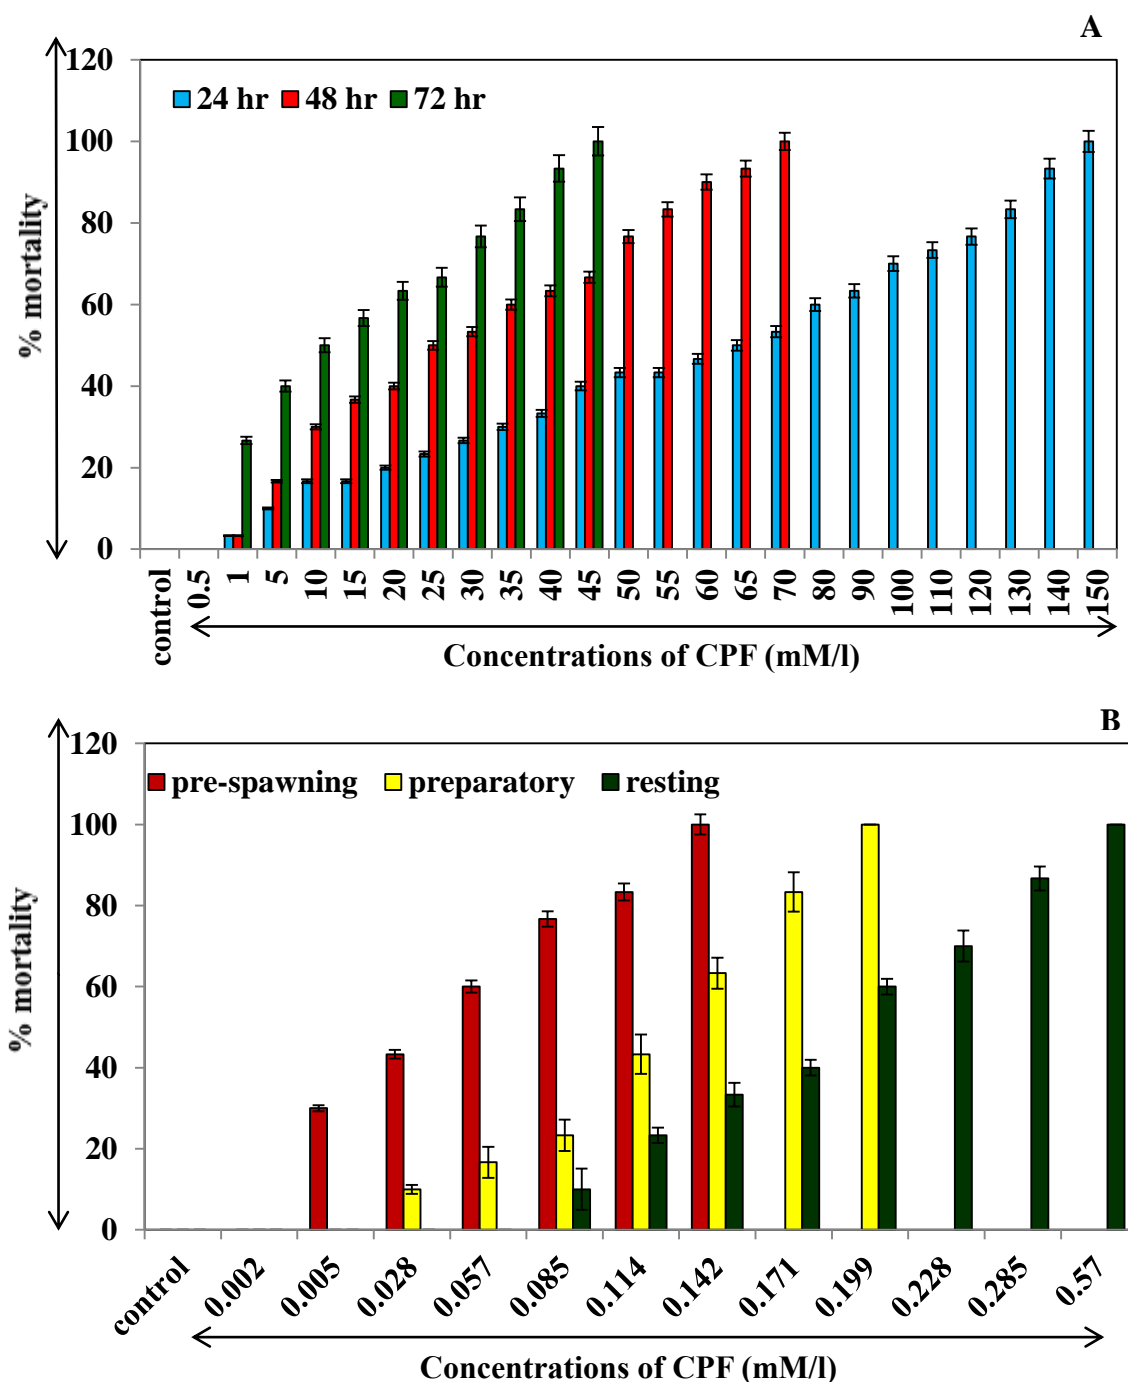 A
120
100
80
60
40
20
0
% mortality
24 hr 48 hr 72 hr
control 0.5 1 5 10 15 20 25 30 35 40 45 50 55 60 65 70 80 90 100 110 120 130 140 150
Concentrations of CPF (mM/l)
B
120
100
80
60
40
20
0
% mortality
pre-spawning preparatory resting
control 0.002 0.005 0.028 0.057 0.085 0.114 0.142 0.171 0.199 0.228 0.285 0.57
Concentrations of CPF (mM/l)